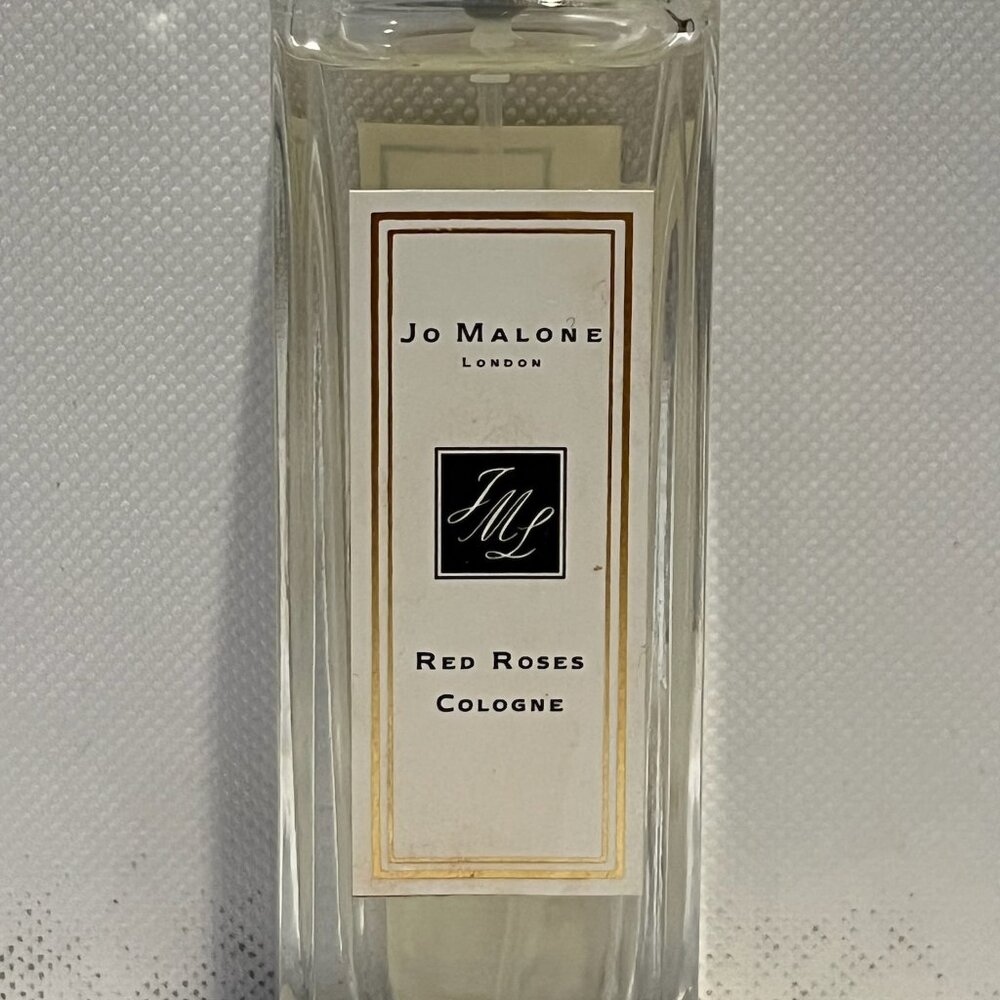 Jo Malone
London
JML
Red Roses
Cologne